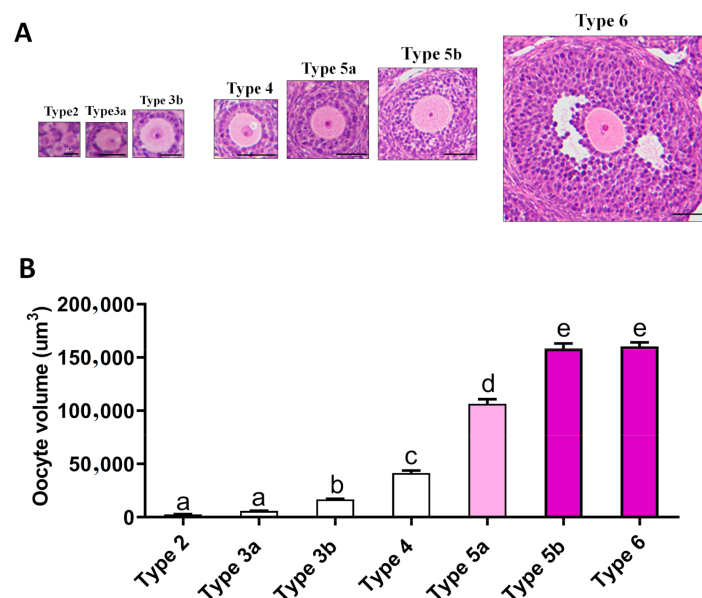 A
Type2
Type3a
Type 3b
Type 4
Type 5a
Type 5b
Type 6
B
Oocyte volume (um³)
200,000
150,000
100,000
50,000
0
a
a
b
c
d
e
e
Type 2
Type 3a
Type 3b
Type 4
Type 5a
Type 5b
Type 6